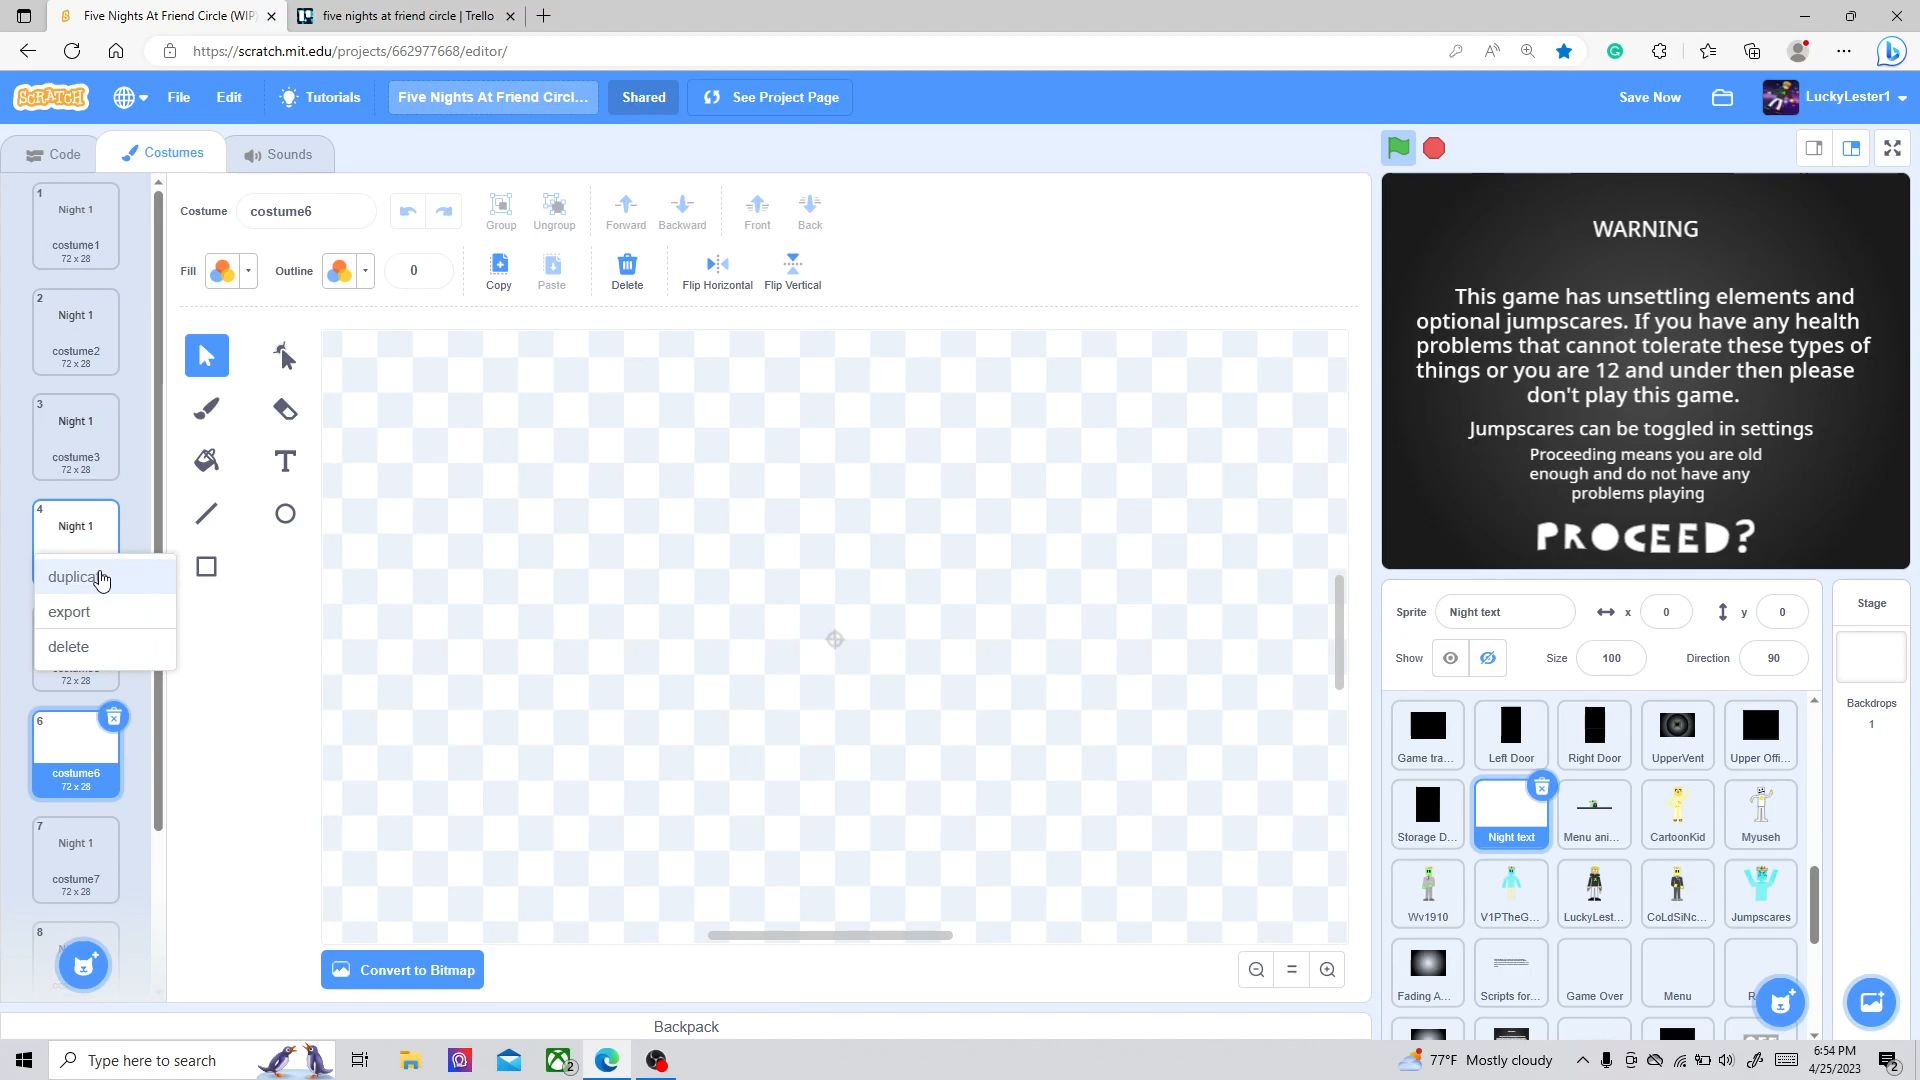 Five Nights At Friend Circle (WIP
five nights at friend circle | Trello
https://scratch.mit.edu/projects/662977668/editor/
SCRATCH
File
Edit
Tutorials
Five Nights At Friend Circl...
Shared
See Project Page
Save Now
LuckyLester1
Code
Costumes
Sounds
1
Night 1
costume1
72 x 28
2
Night 1
costume2
72 x 28
3
Night 1
costume3
72 x 28
4
Night 1
duplicat
export
delete
72 x 28
6
costume6
72 x 28
7
Night 1
costume7
72 x 28
8
Costume
costume6
Group
Ungroup
Forward
Backward
Front
Back
Fill
Outline
0
Copy
Paste
Delete
Flip Horizontal
Flip Vertical
Convert to Bitmap
Backpack
WARNING
This game has unsettling elements and
optional jumpscares. If you have any health
problems that cannot tolerate these types of
things or you are 12 and under then please
don't play this game.
Jumpscares can be toggled in settings
Proceeding means you are old
enough and do not have any
problems playing
PROCEED?
Sprite
Night text
x
0
y
0
Show
Size
100
Direction
90
Stage
Backdrops
1
Game tra...
Left Door
Right Door
UpperVent
Upper Offi...
Storage D...
Night text
Menu ani...
CartoonKid
Myuseh
Wv1910
V1PTheG...
LuckyLest...
CoLdSiNc...
Jumpscares
Fading A...
Scripts for...
Game Over
Menu
Type here to search
2
77°F Mostly cloudy
6:54 PM
4/25/2023
2